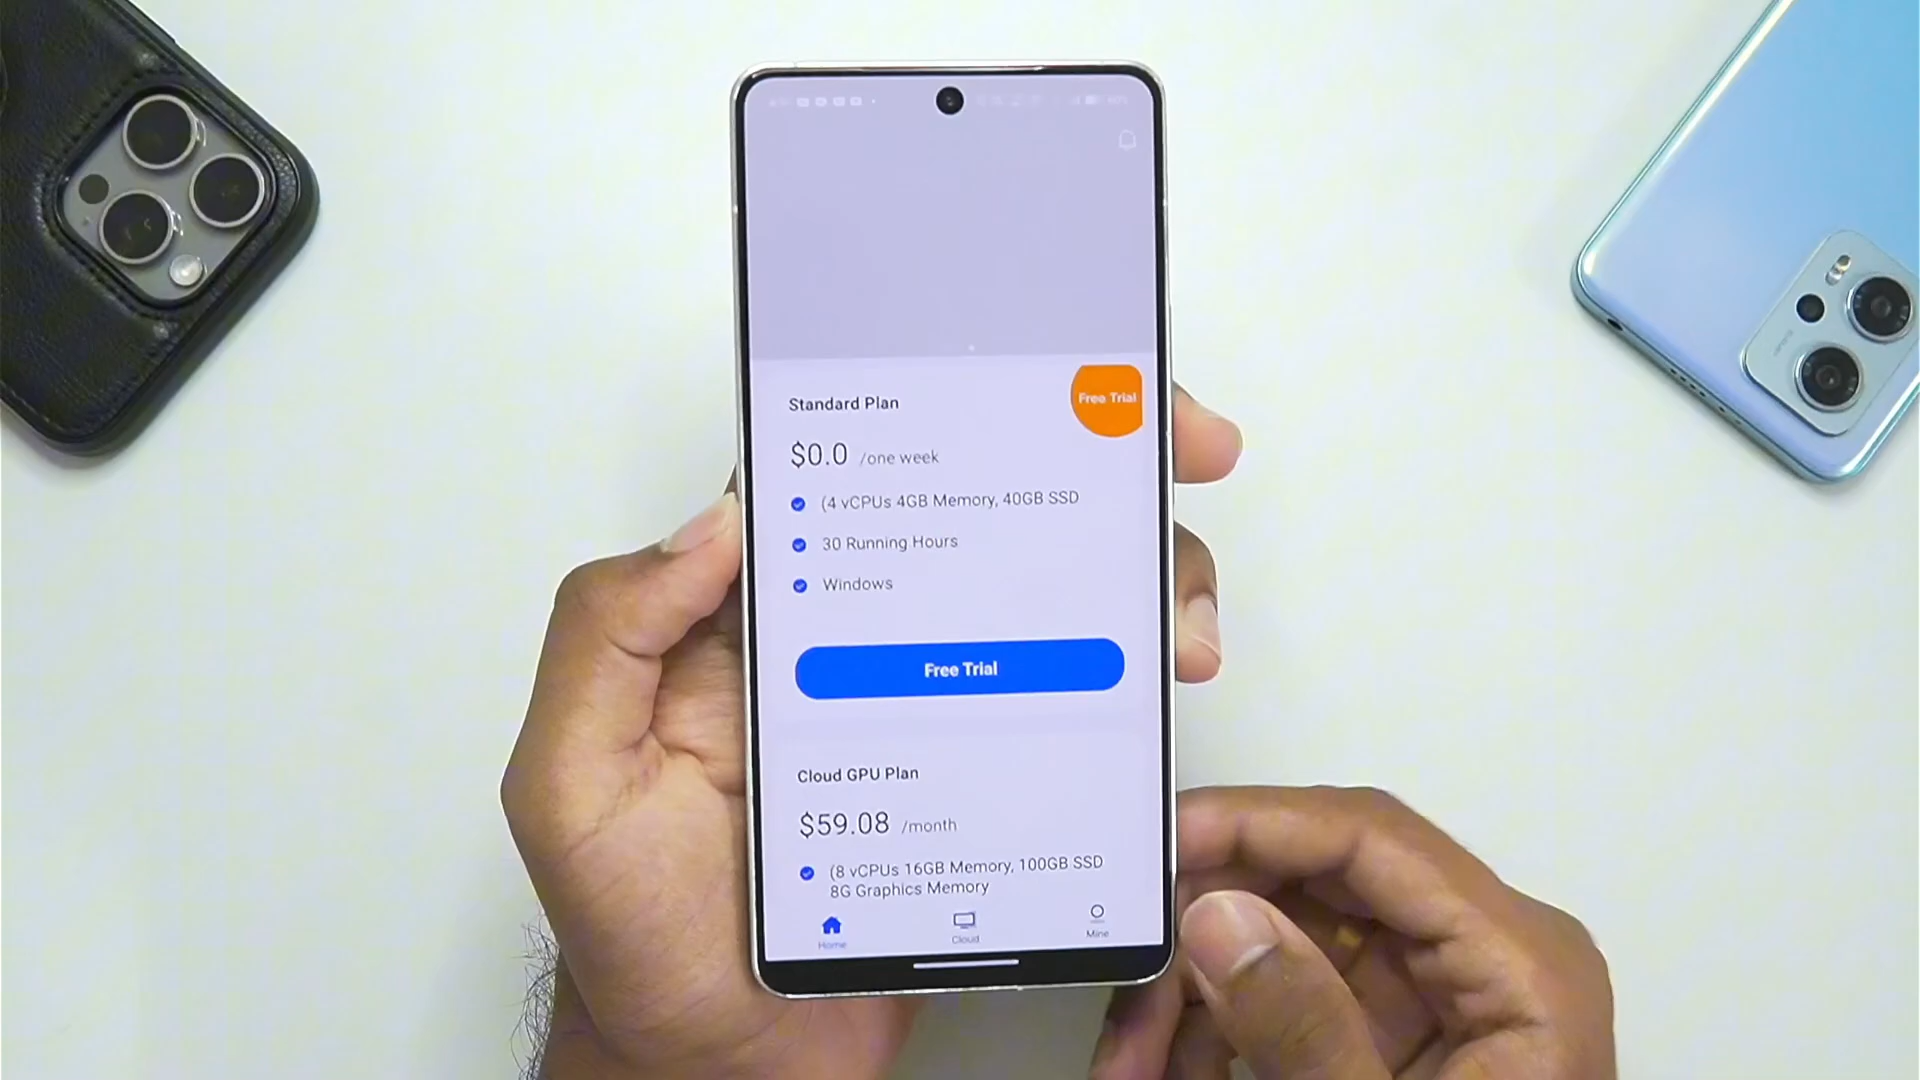 Standard Plan
Free Trial
$0.0 /one week
(4 vCPUs 4GB Memory, 40GB SSD
30 Running Hours
Windows
Free Trial
Cloud GPU Plan
$59.08 /month
(8 vCPUs 16GB Memory, 100GB SSD
8G Graphics Memory
Home
Cloud
Mine